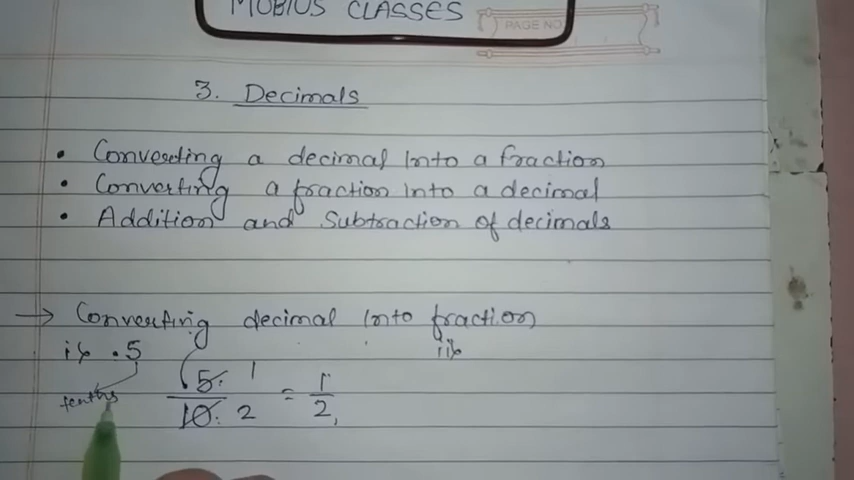 MOBIUS CLASSES
PAGE NO
3. Decimals
• Converting a decimal into a fraction
• Converting a fraction into a decimal
• Addition and Subtraction of decimals
→ Converting decimal into fraction
i) .5 ii)
tenths 5/10 1/2 = 1/2,